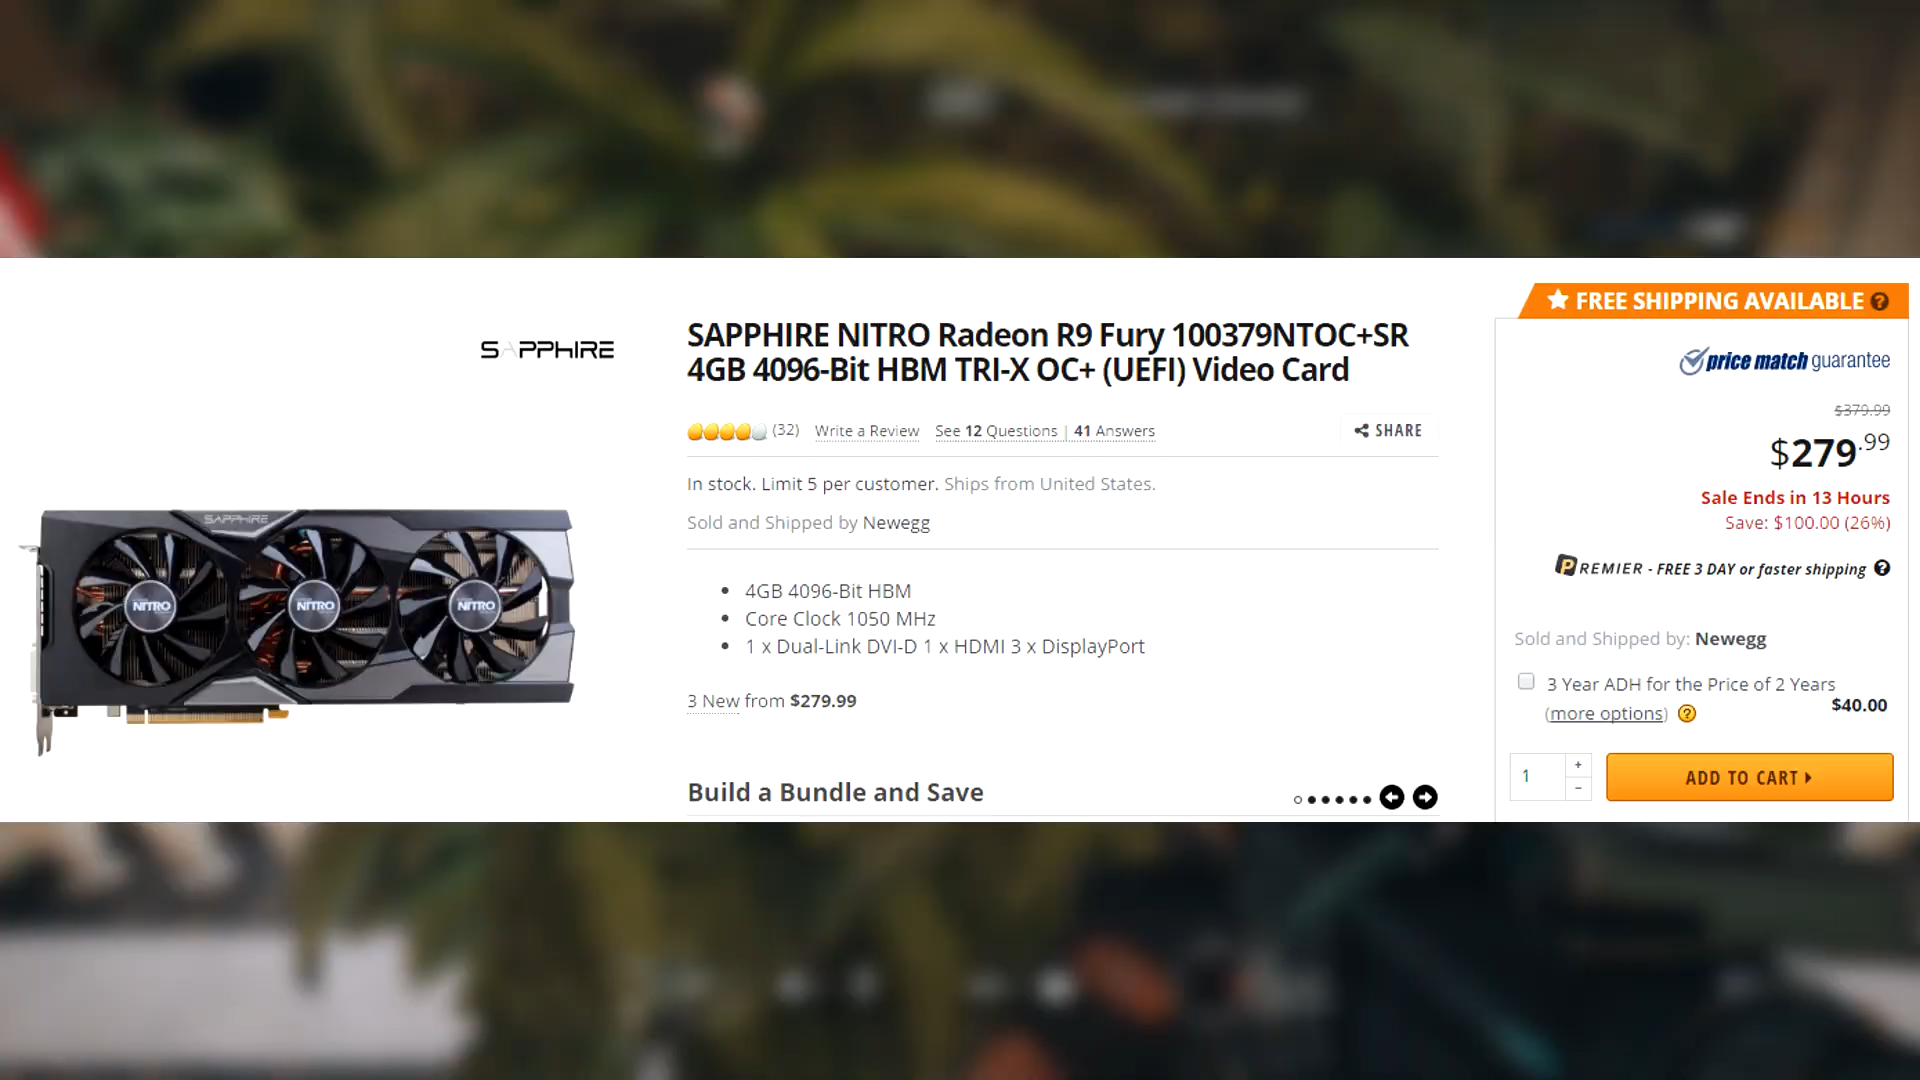 FREE SHIPPING AVAILABLE ?
SAPPHIRE
SAPPHIRE NITRO Radeon R9 Fury 100379NTOC+SR
4GB 4096-Bit HBM TRI-X OC+ (UEFI) Video Card
(32) Write a Review See 12 Questions | 41 Answers
SHARE
In stock. Limit 5 per customer. Ships from United States.
Sold and Shipped by Newegg
4GB 4096-Bit HBM
Core Clock 1050 MHz
1 x Dual-Link DVI-D 1 x HDMI 3 x DisplayPort
3 New from $279.99
Build a Bundle and Save
SAPPHIRE
NITRO
NITRO
NITRO
price match guarantee
$379.99
$279.99
Sale Ends in 13 Hours
Save: $100.00 (26%)
PREMIER - FREE 3 DAY or faster shipping ?
Sold and Shipped by: Newegg
3 Year ADH for the Price of 2 Years
(more options) ?
$40.00
1
+
-
ADD TO CART